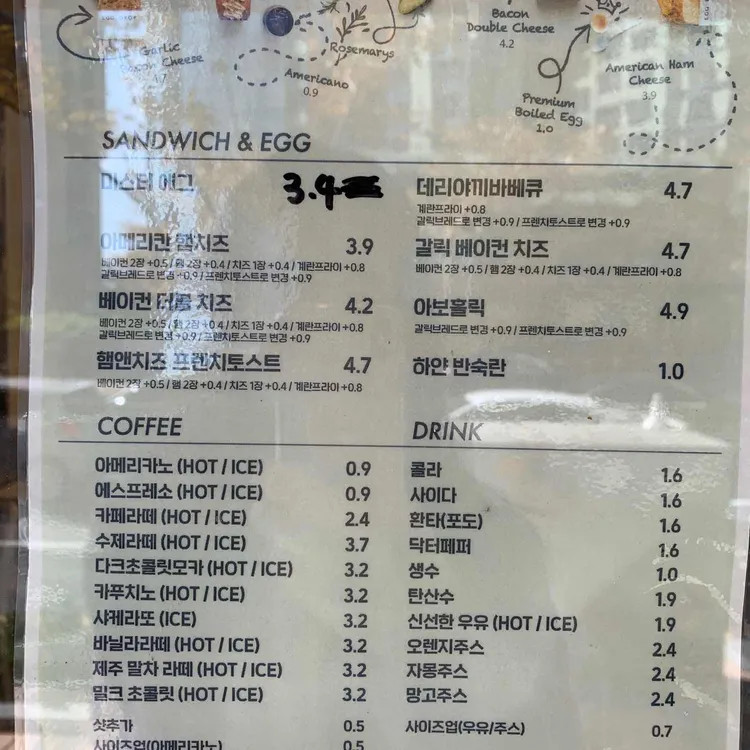 Garlic
Bacon Cheese
4.7
Rosemarys
Americano
0.9
Bacon
Double Cheese
4.2
Premium
Boiled Egg
1.0
American Ham
Cheese
3.9
SANDWICH & EGG
미스터 에그 3.4
데리야끼바베큐 4.7
계란프라이 +0.8
갈릭브레드로 변경 +0.9 / 프렌치토스트로 변경 +0.9
아메리칸 햄치즈 3.9
베이컨 2장 +0.5 / 햄 2장 +0.4 / 치즈 1장 +0.4 / 계란프라이 +0.8
갈릭브레드로 변경 +0.9 / 프렌치토스트로 변경 +0.9
갈릭 베이컨 치즈 4.7
베이컨 2장 +0.5 / 햄 2장 +0.4 / 치즈 1장 +0.4 / 계란프라이 +0.8
베이컨 더블 치즈 4.2
베이컨 2장 +0.5 / 햄 2장 +0.4 / 치즈 1장 +0.4 / 계란프라이 +0.8
갈릭브레드로 변경 +0.9 / 프렌치토스트로 변경 +0.9
아보홀릭 4.9
갈릭브레드로 변경 +0.9 / 프렌치토스트로 변경 +0.9
햄앤치즈 프렌치토스트 4.7
베이컨 2장 +0.5 / 햄 2장 +0.4 / 치즈 1장 +0.4 / 계란프라이 +0.8
하얀 반숙란 1.0
COFFEE
아메리카노 (HOT / ICE) 0.9
에스프레소 (HOT / ICE) 0.9
카페라떼 (HOT / ICE) 2.4
수제라떼 (HOT / ICE) 3.7
다크초콜릿모카 (HOT / ICE) 3.2
카푸치노 (HOT / ICE) 3.2
샤케라또 (ICE) 3.2
바닐라라떼 (HOT / ICE) 3.2
제주 말차 라떼 (HOT / ICE) 3.2
밀크 초콜릿 (HOT / ICE) 3.2
샷추가 0.5
사이즈업(아메리카노) 0.5
DRINK
콜라 1.6
사이다 1.6
환타(포도) 1.6
닥터페퍼 1.6
생수 1.0
탄산수 1.9
신선한 우유 (HOT / ICE) 1.9
오렌지주스 2.4
자몽주스 2.4
망고주스 2.4
사이즈업(우유/주스) 0.7